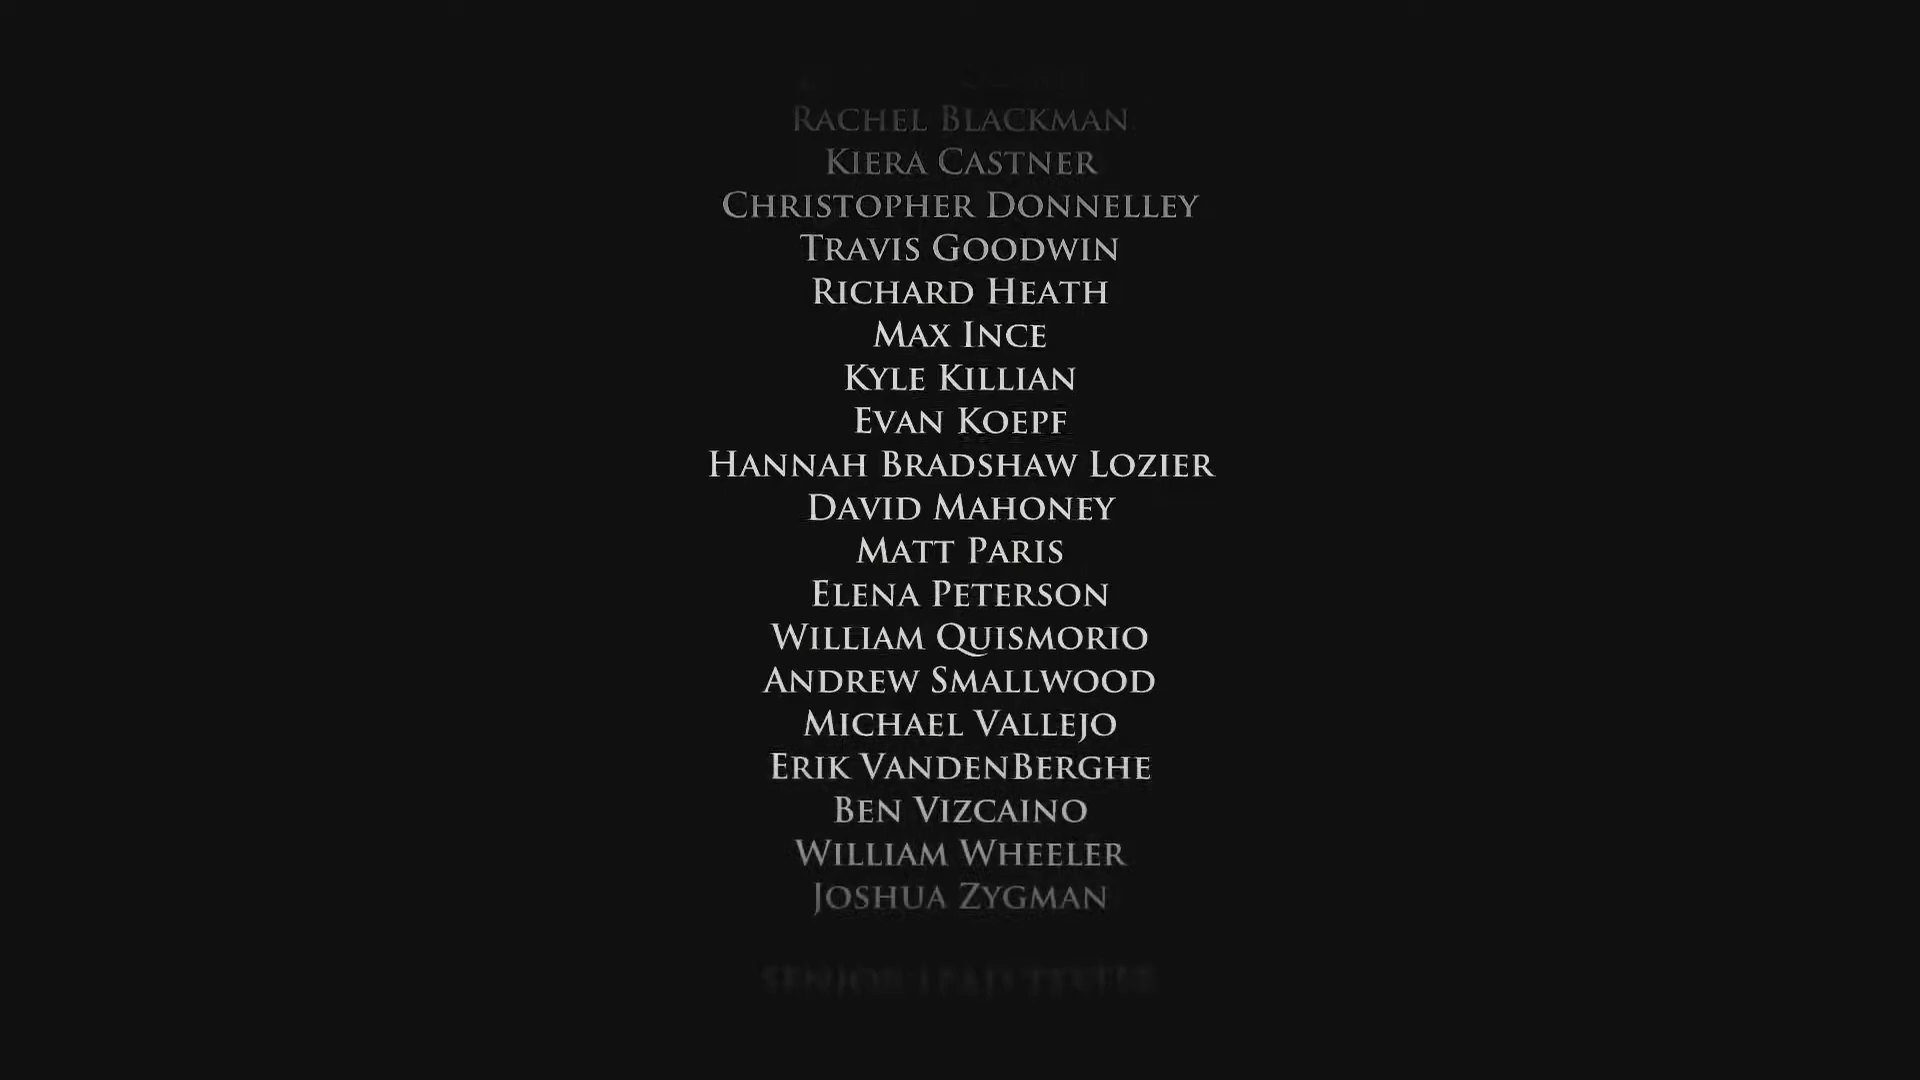 Rachel Blackman
Kiera Castner
Christopher Donnelley
Travis Goodwin
Richard Heath
Max Ince
Kyle Killian
Evan Koepf
Hannah Bradshaw Lozier
David Mahoney
Matt Paris
Elena Peterson
William Quismorio
Andrew Smallwood
Michael Vallejo
Erik VandenBerghe
Ben Vizcaino
William Wheeler
Joshua Zygman